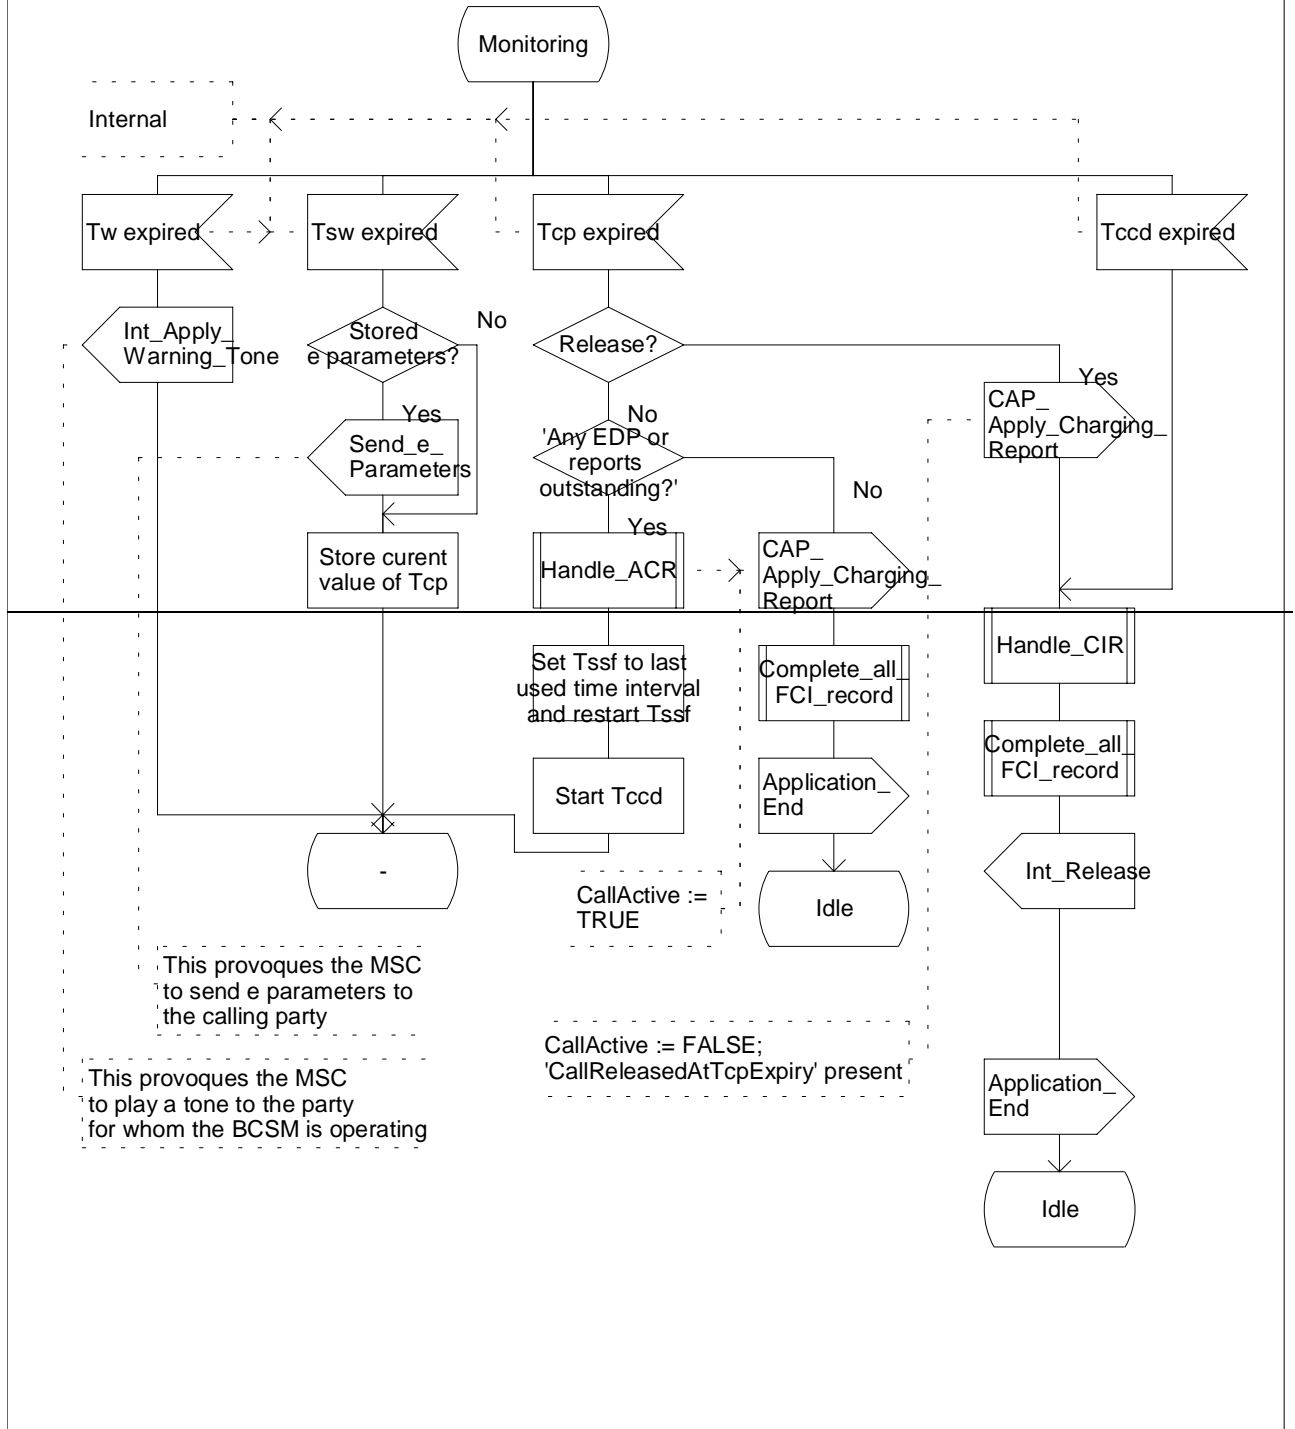 Monitoring
Internal
Tw expired
Tsw expired
Tcp expired
Tccd expired
Int_Apply_
Warning_Tone
Stored
e parameters?
No
Release?
Yes
CAP_
Apply_Charging_
Report
Yes
Send_e_
Parameters
No
'Any EDP or
reports
outstanding?'
No
Yes
Store curent
value of Tcp
Handle_ACR
CAP_
Apply_Charging_
Report
Handle_CIR
Set Tssf to last
used time interval
and restart Tssf
Complete_all_
FCI_record
Complete_all_
FCI_record
Start Tccd
Application_
End
Int_Release
-
CallActive :=
TRUE
Idle
This provoques the MSC
to send e parameters to
the calling party
CallActive := FALSE;
'CallReleasedAtTcpExpiry' present
This provoques the MSC
to play a tone to the party
for whom the BCSM is operating
Application_
End
Idle